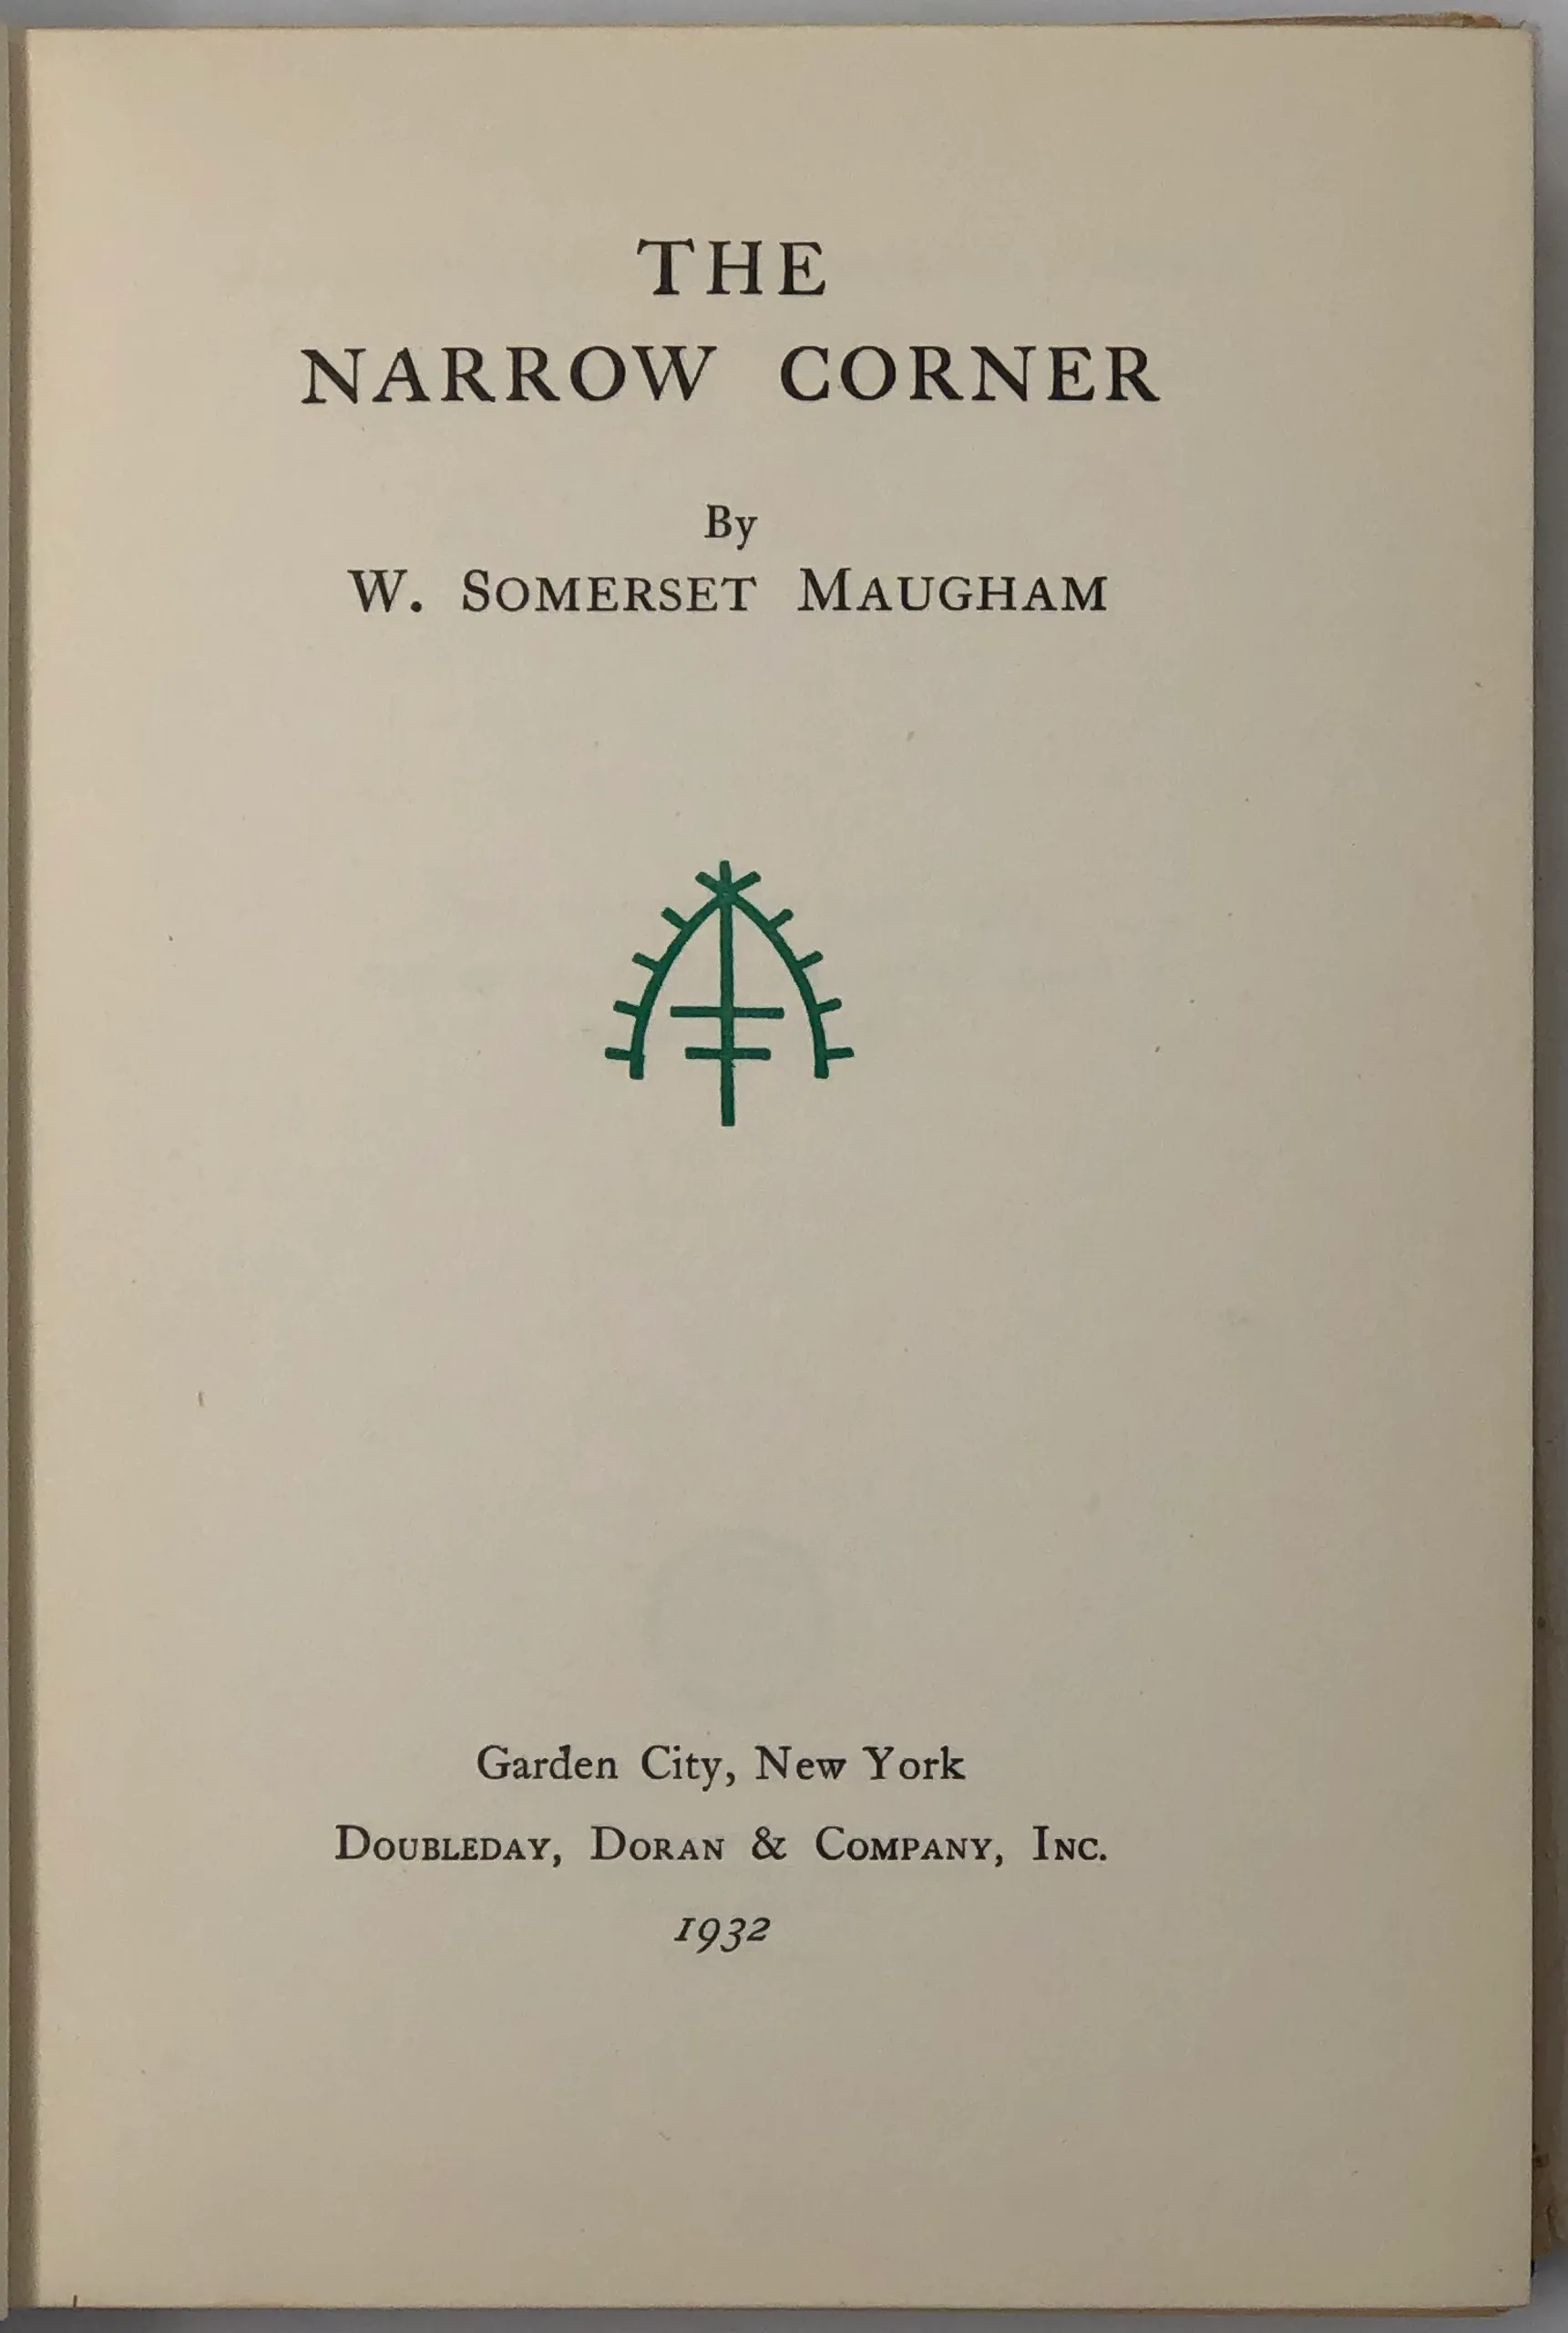 THE
NARROW CORNER
By
W. SOMERSET MAUGHAM
Garden City, New York
DOUBLEDAY, DORAN & COMPANY, INC.
1932